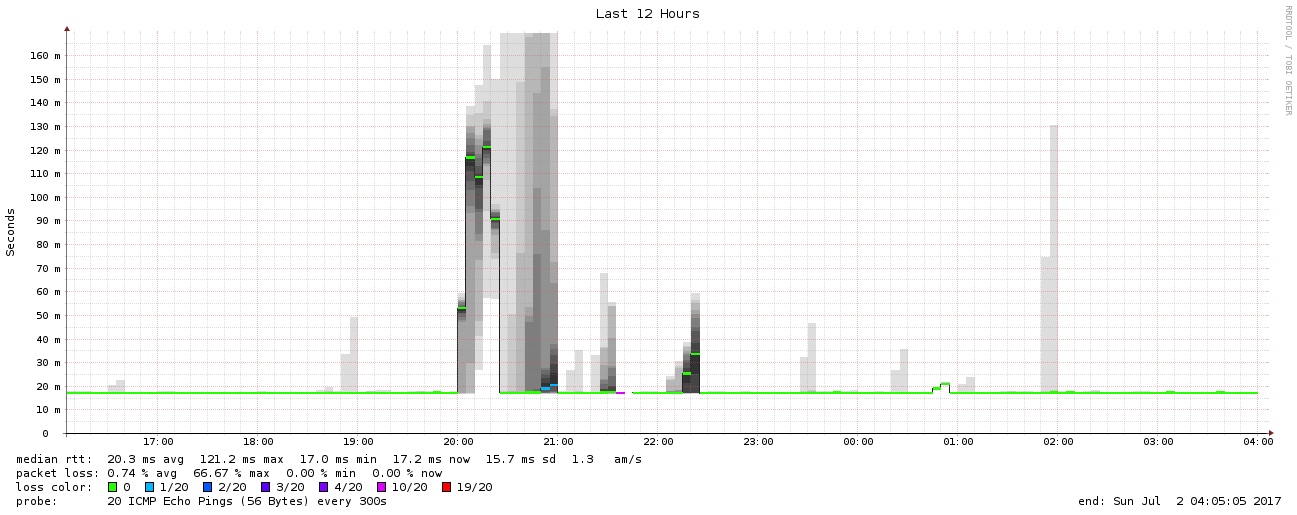 Last 12 Hours
RRDTOOL / TOBI OETIKER
Seconds
160 m
150 m
140 m
130 m
120 m
110 m
100 m
90 m
80 m
70 m
60 m
50 m
40 m
30 m
20 m
10 m
0
17:00 18:00 19:00 20:00 21:00 22:00 23:00 00:00 01:00 02:00 03:00 04:00
median rtt: 20.3 ms avg 121.2 ms max 17.0 ms min 17.2 ms now 15.7 ms sd 1.3 am/s
packet loss: 0.74 % avg 66.67 % max 0.00 % min 0.00 % now
loss color: 0 1/20 2/20 3/20 4/20 10/20 19/20
probe: 20 ICMP Echo Pings (56 Bytes) every 300s end: Sun Jul 2 04:05:05 2017